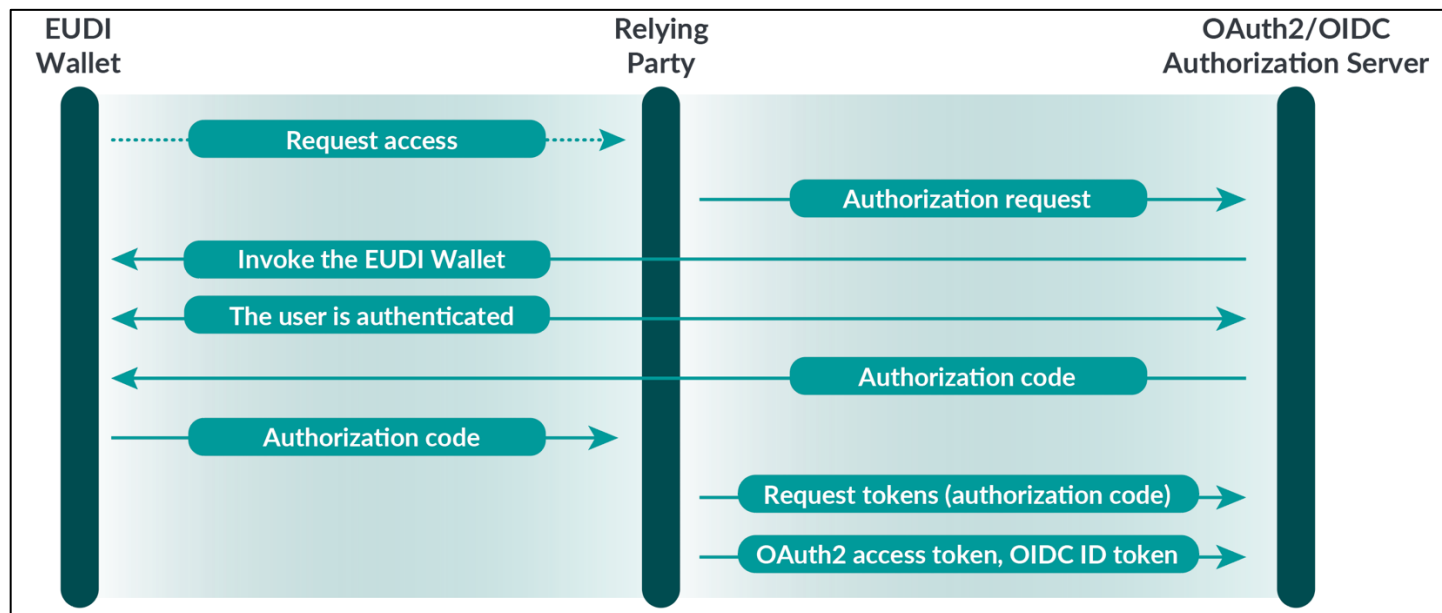 EUDI
Wallet
Relying
Party
OAuth2/OIDC
Authorization Server
Request access
Authorization request
Invoke the EUDI Wallet
The user is authenticated
Authorization code
Authorization code
Request tokens (authorization code)
OAuth2 access token, OIDC ID token